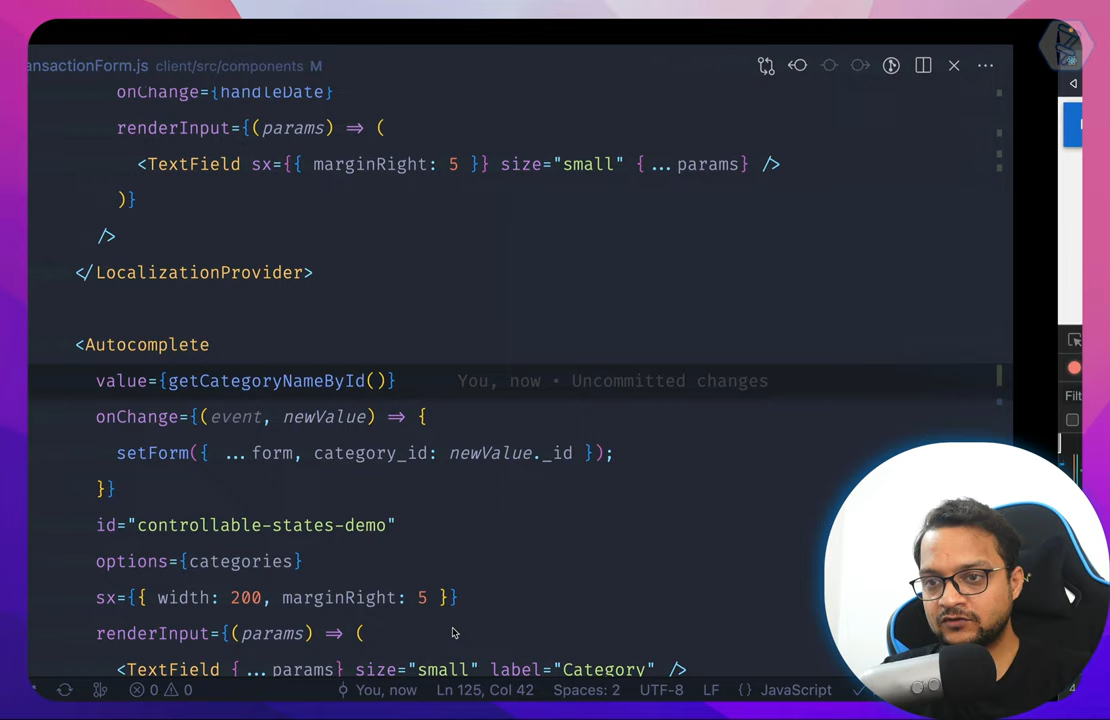 ansactionForm.js client/src/components M
onChange={handleDate}
renderInput={(params) => (
<TextField sx={{ marginRight: 5 }} size="small" {...params} />
)}
/>
</LocalizationProvider>
<Autocomplete
value={getCategoryNameById()} You, now • Uncommitted changes
onChange={(event, newValue) => {
setForm({ ...form, category_id: newValue._id });
}}
id="controllable-states-demo"
options={categories}
sx={{ width: 200, marginRight: 5 }}
renderInput={(params) => (
<TextField {...params} size="small" label="Category" />
0 0 You, now Ln 125, Col 42 Spaces: 2 UTF-8 LF {} JavaScript
Filt